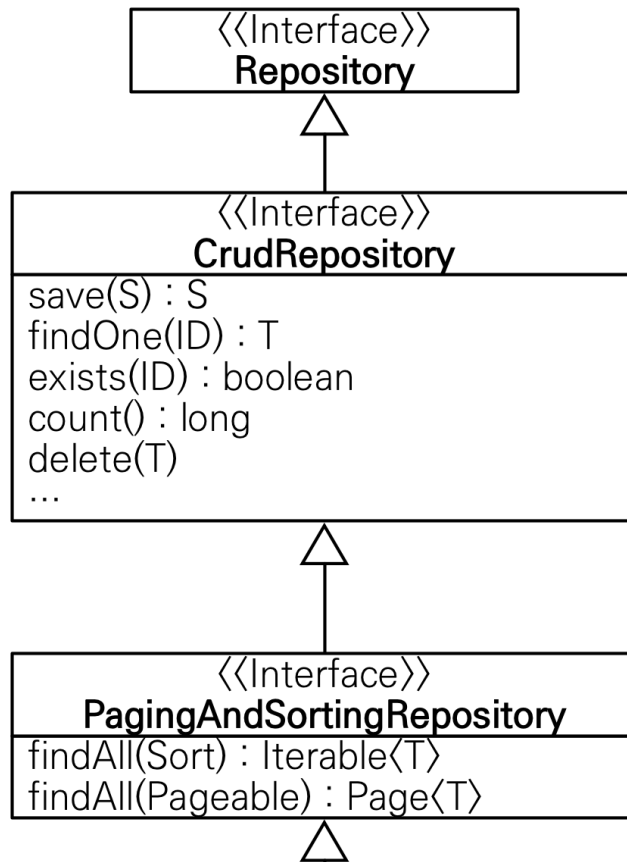 《Interface》
Repository
《Interface》
CrudRepository
save(S) : S
findOne(ID) : T
exists(ID) : boolean
count() : long
delete(T)
...
《Interface》
PagingAndSortingRepository
findAll(Sort) : Iterable〈T〉
findAll(Pageable) : Page〈T〉